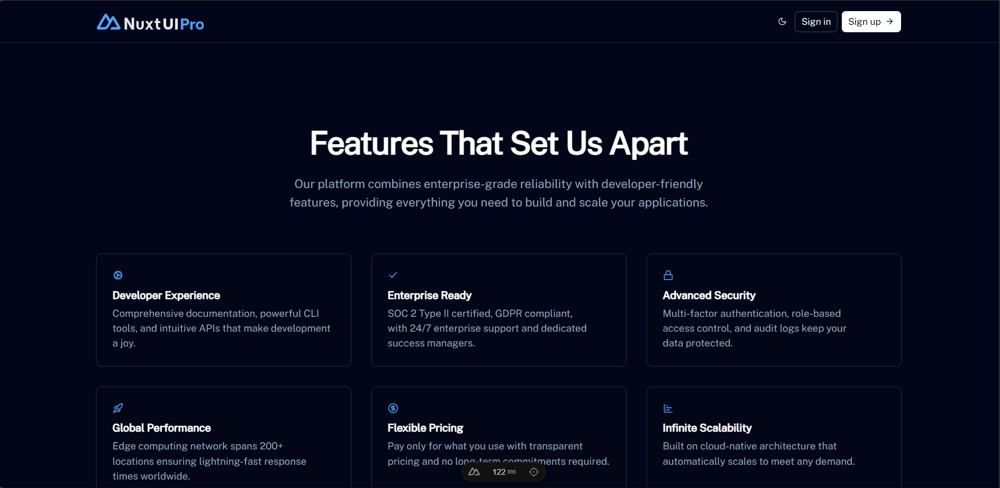 NuxtUIPro
Sign in
Sign up
Features That Set Us Apart
Our platform combines enterprise-grade reliability with developer-friendly
features, providing everything you need to build and scale your applications.
Developer Experience
Comprehensive documentation, powerful CLI
tools, and intuitive APIs that make development
a joy.
Enterprise Ready
SOC 2 Type II certified, GDPR compliant,
with 24/7 enterprise support and dedicated
success managers.
Advanced Security
Multi-factor authentication, role-based
access control, and audit logs keep your
data protected.
Global Performance
Edge computing network spans 200+
locations ensuring lightning-fast response
times worldwide.
Flexible Pricing
Pay only for what you use with transparent
pricing and no long-term commitments required.
Infinite Scalability
Built on cloud-native architecture that
automatically scales to meet any demand.
122 ms